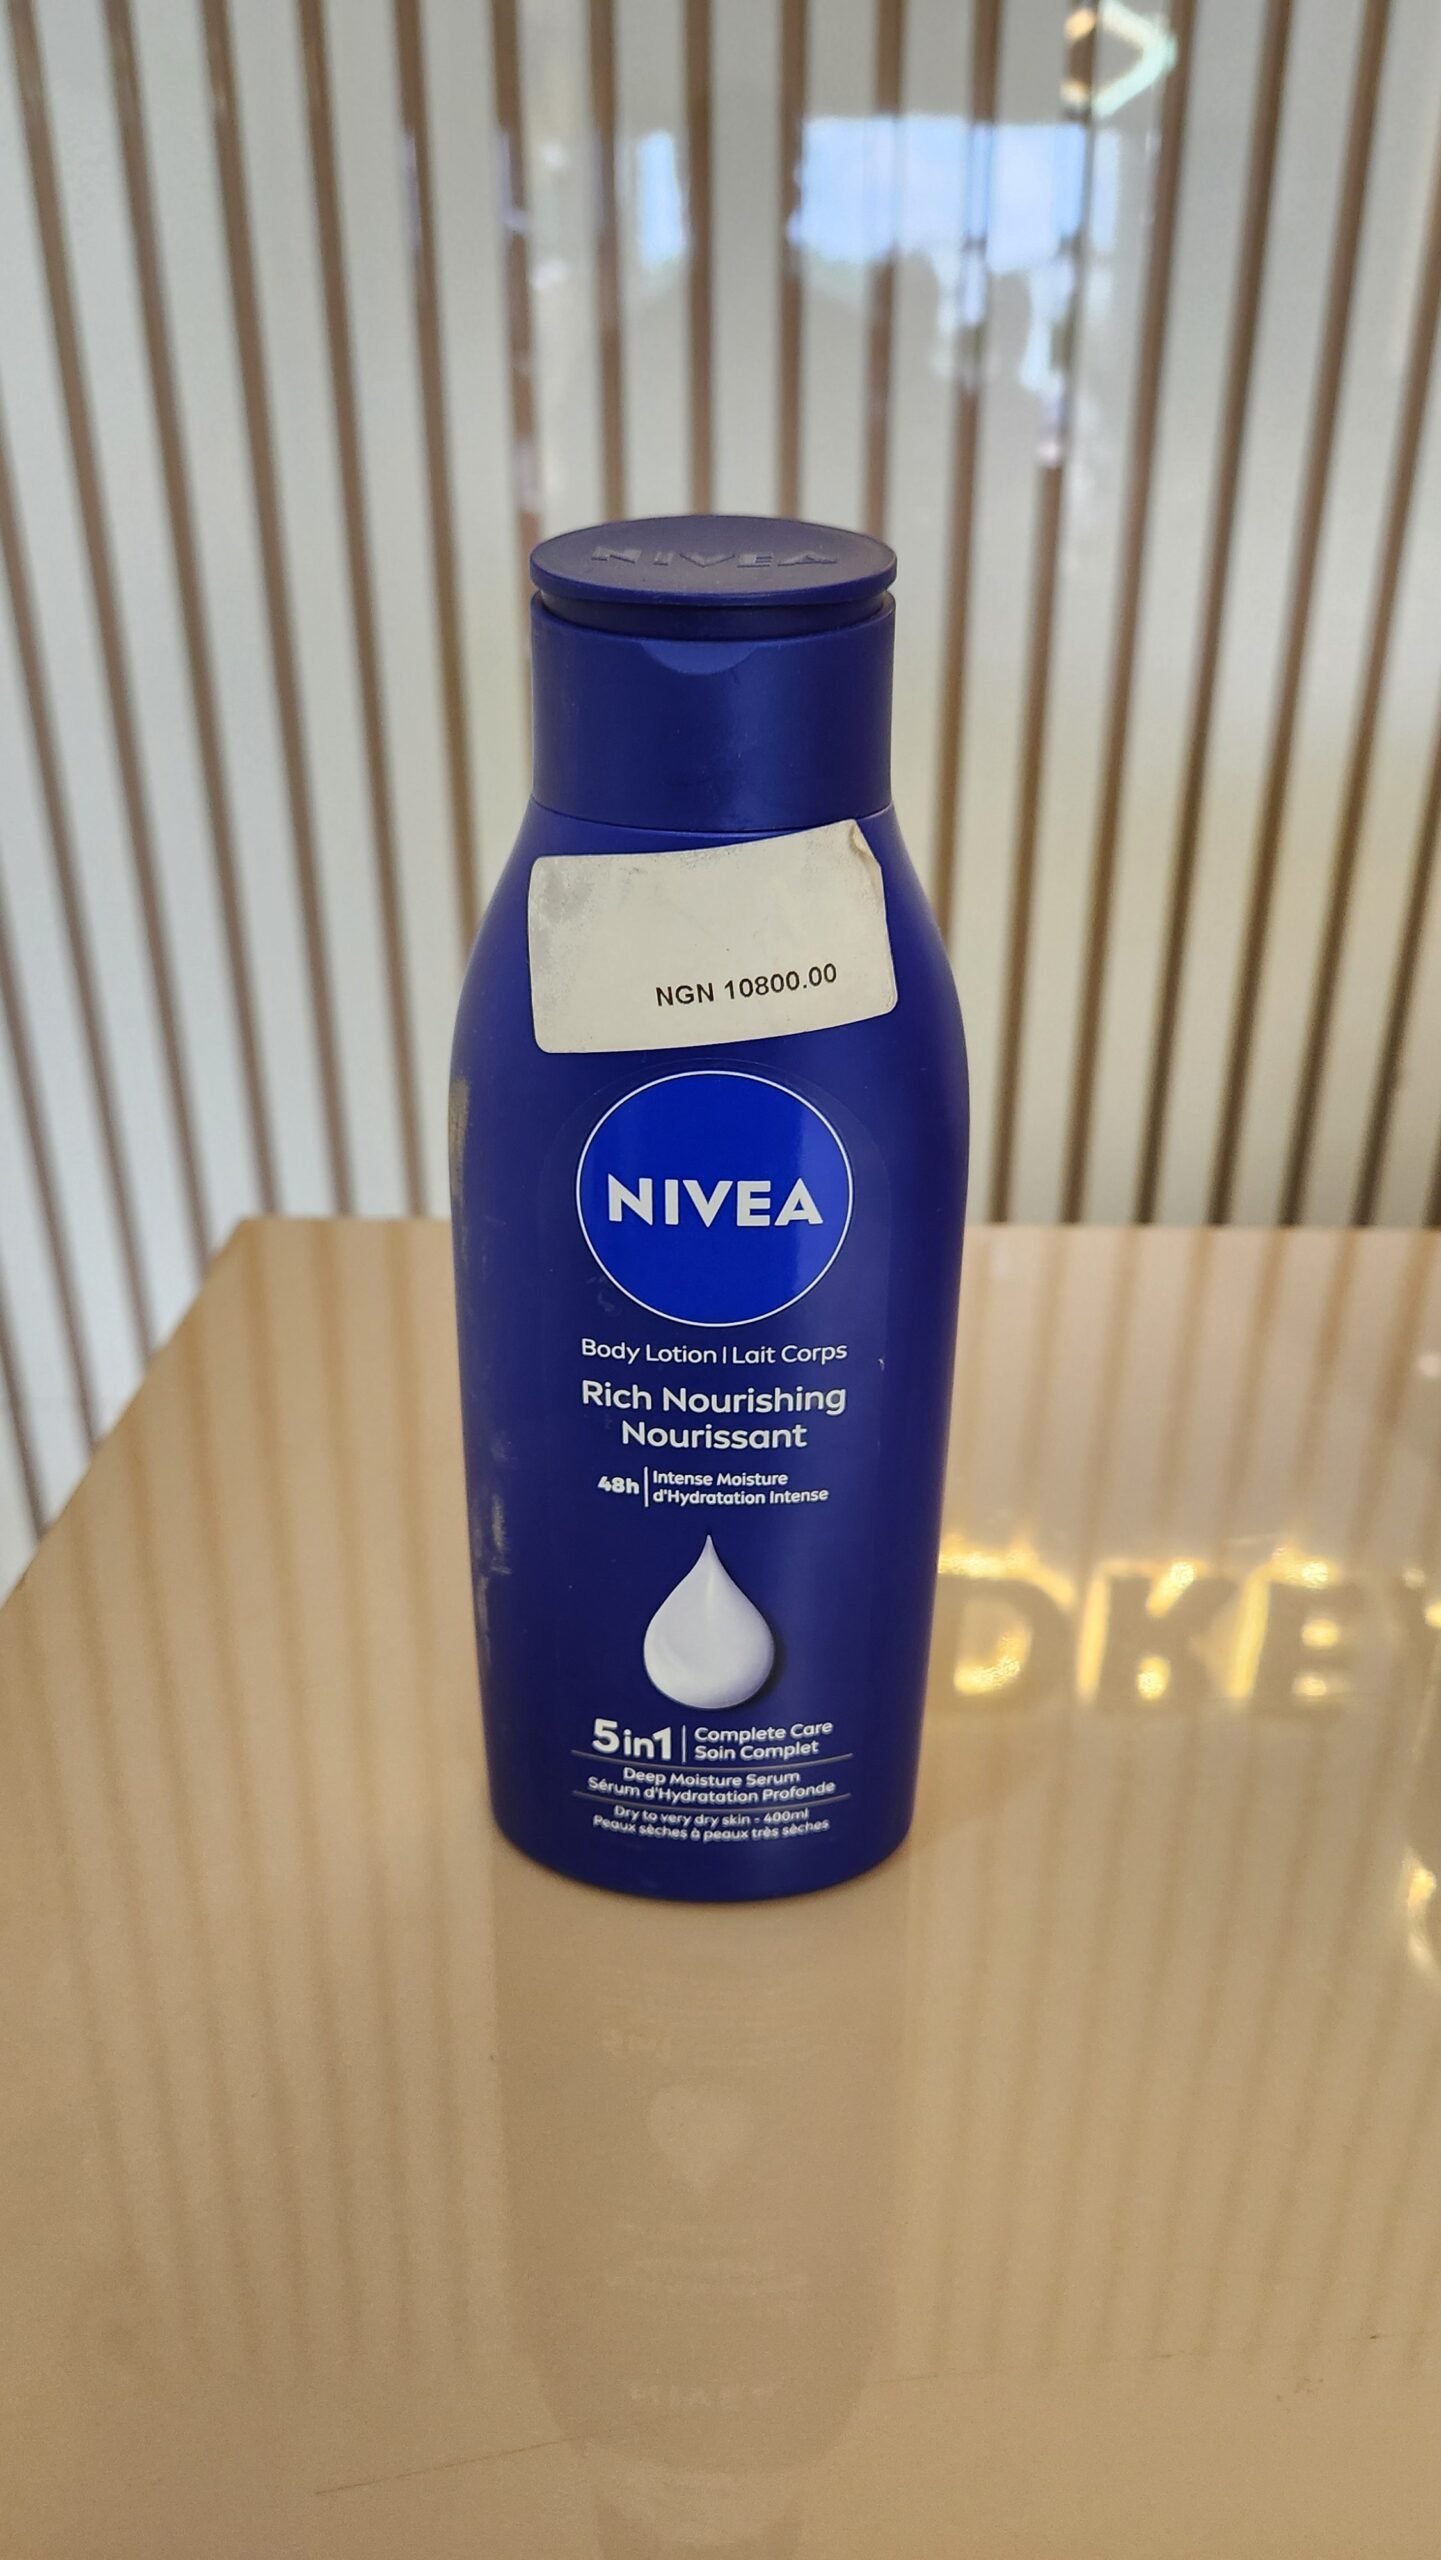 NIVEA
NGN 10800.00
NIVEA
Body Lotion | Lait Corps
Rich Nourishing
Nourissant
48h | Intense Moisture
d'Hydratation Intense
5in1 | Complete Care
Soin Complet
Deep Moisture Serum
Sérum d'Hydratation Profonde
Dry to very dry skin - 400ml
Peaux sèches à peaux très sèches